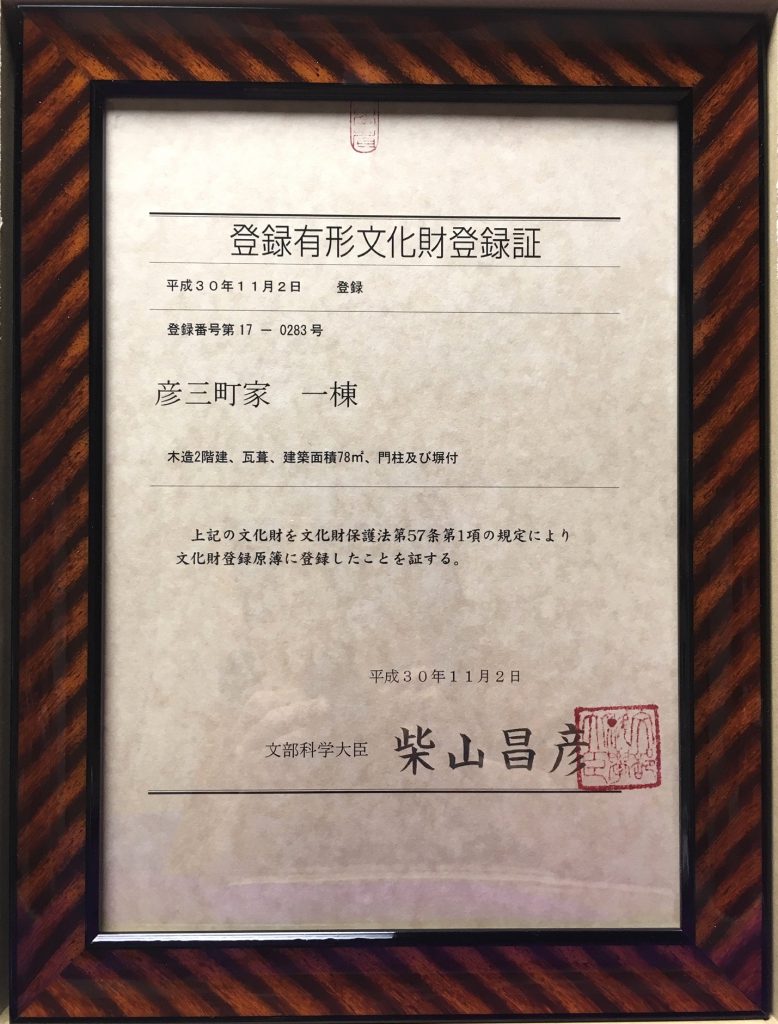 登録有形文化財登録証
平成３０年１１月２日　　登録
登録番号第 17 － 0283 号
彦三町家　一棟
木造2階建、瓦葺、建築面積78㎡、門柱及び塀付
上記の文化財を文化財保護法第57条第1項の規定により
文化財登録原簿に登録したことを証する。
平成３０年１１月２日
文部科学大臣　柴山昌彦